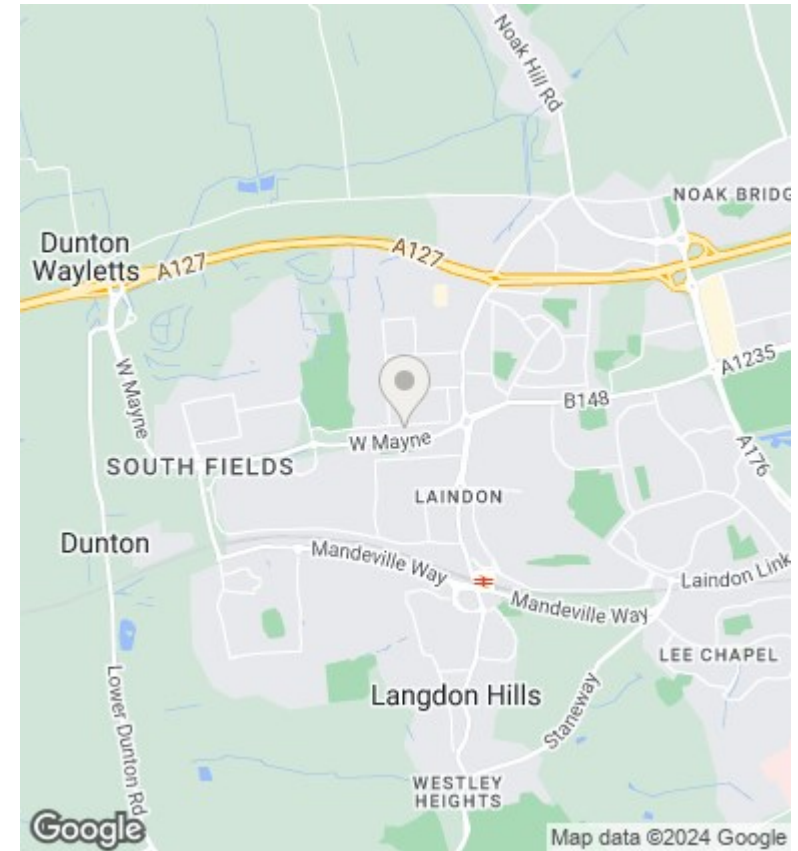 Noak Hill Rd
NOAK BRIDG
Dunton
Wayletts
A127
A127
W Mayne
A1235
B148
W Mayne
A176
SOUTH FIELDS
LAINDON
Dunton
Mandeville Way
Laindon Link
Mandeville Way
LEE CHAPEL
Lower Dunton Rd
Langdon Hills
Staneway
WESTLEY
HEIGHTS
Google
Map data ©2024 Google